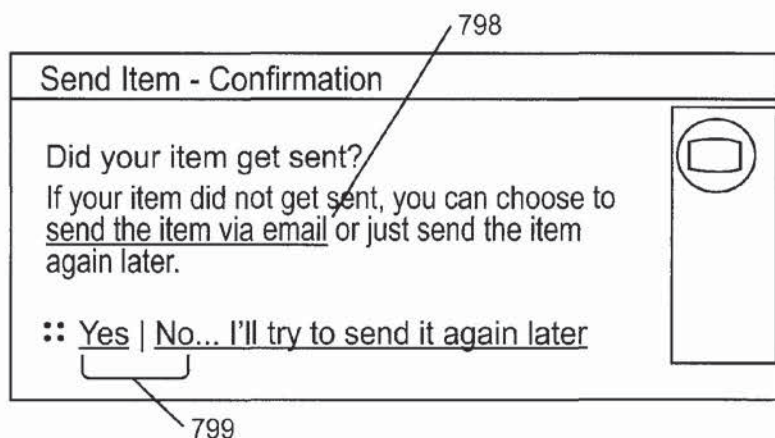 798
Send Item - Confirmation
Did your item get sent?
If your item did not get sent, you can choose to
send the item via email or just send the item
again later.
:: Yes | No... I'll try to send it again later
799